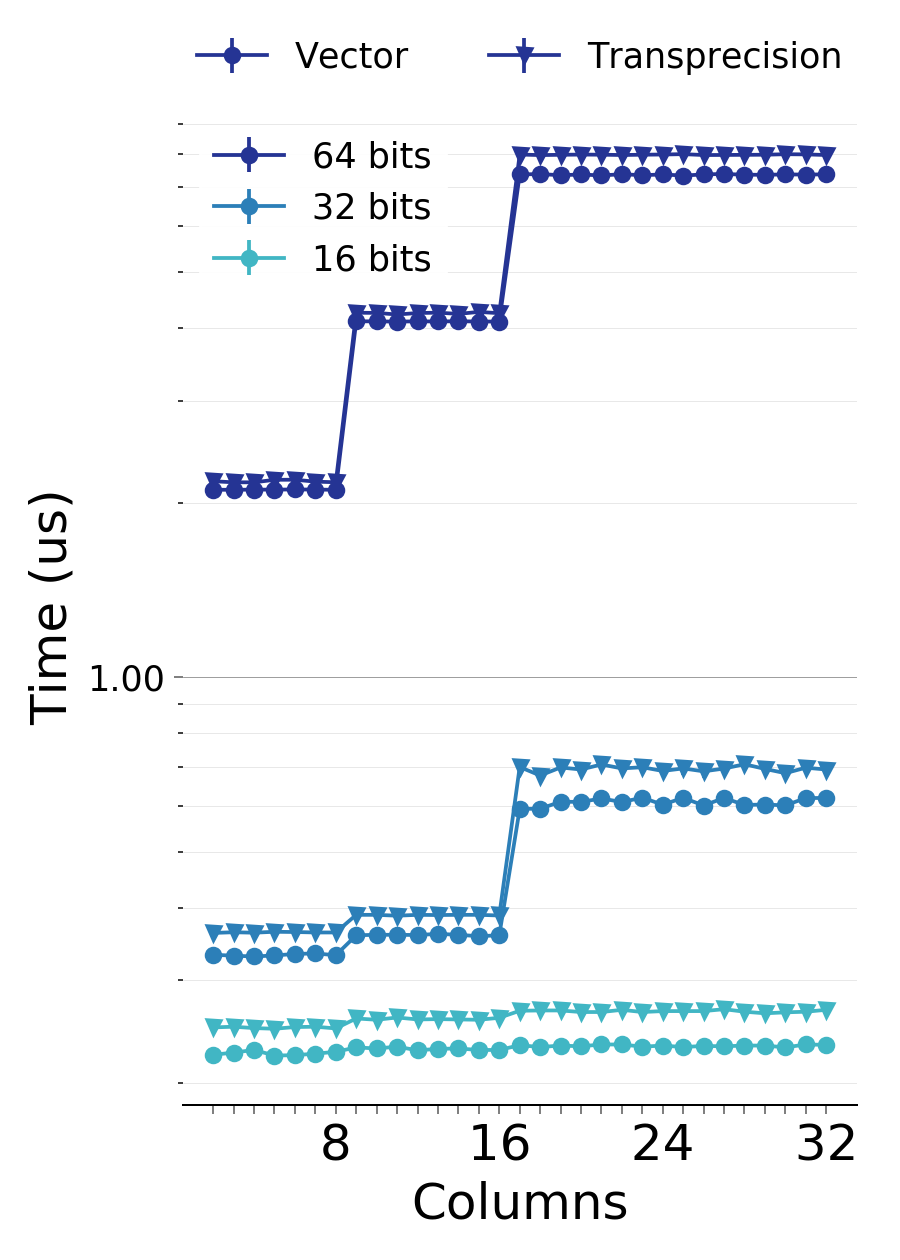 Vector Transprecision
64 bits
32 bits
16 bits
Time (us)
1.00
8 16 24 32
Columns